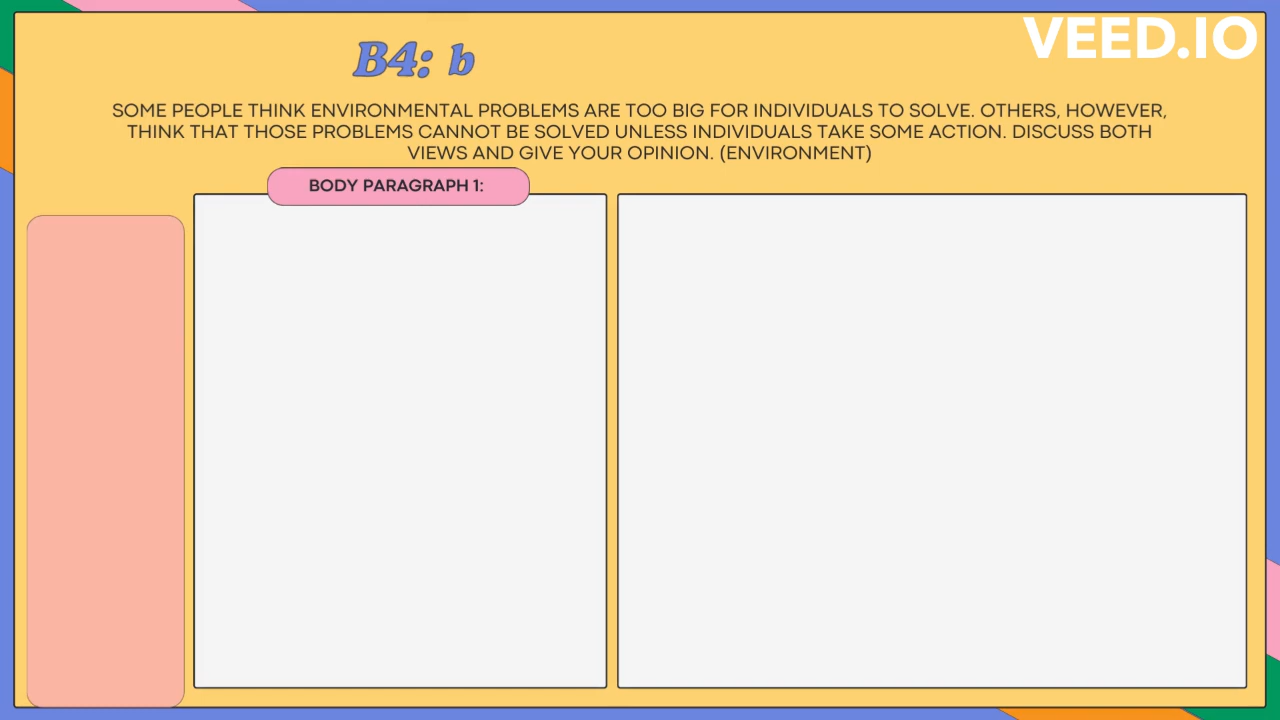 VEED.IO
B4: b
SOME PEOPLE THINK ENVIRONMENTAL PROBLEMS ARE TOO BIG FOR INDIVIDUALS TO SOLVE. OTHERS, HOWEVER,
THINK THAT THOSE PROBLEMS CANNOT BE SOLVED UNLESS INDIVIDUALS TAKE SOME ACTION. DISCUSS BOTH
VIEWS AND GIVE YOUR OPINION. (ENVIRONMENT)
BODY PARAGRAPH 1: